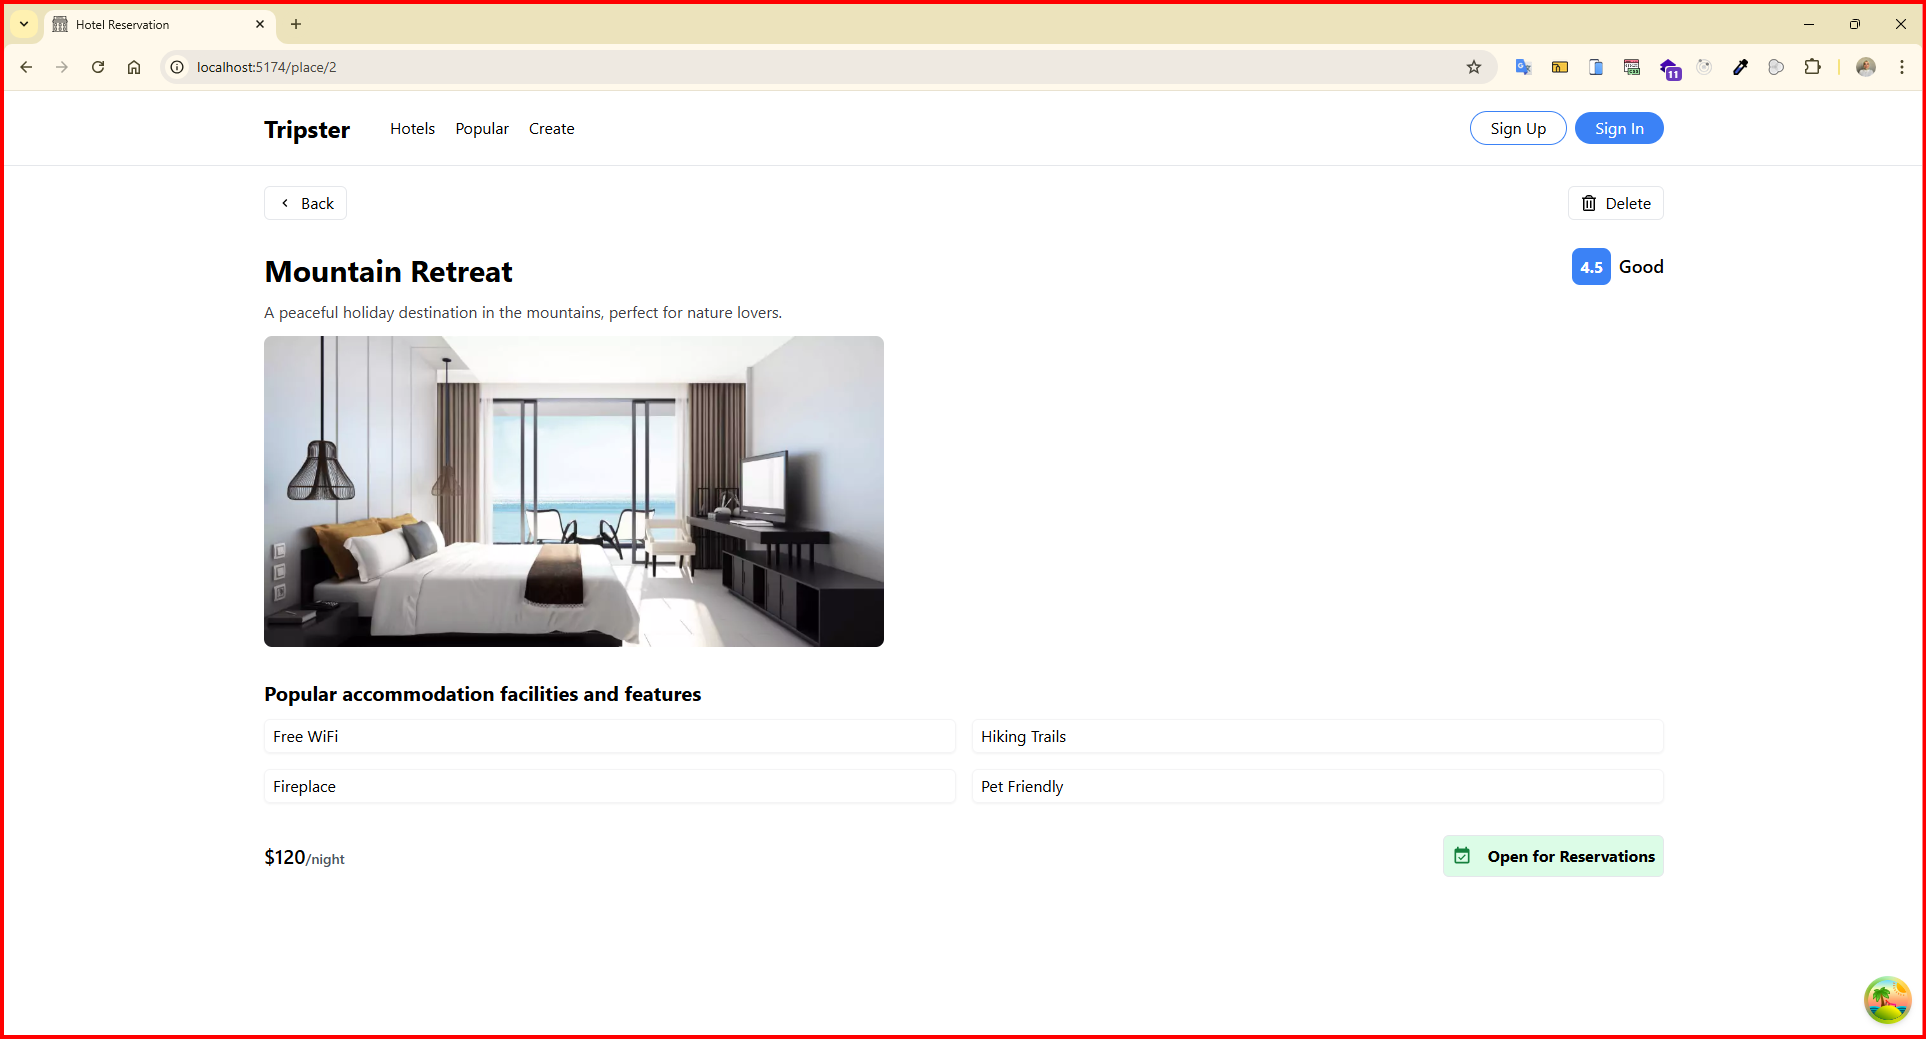 Hotel Reservation
localhost:5174/place/2
11
Tripster
Hotels
Popular
Create
Sign Up
Sign In
Back
Delete
Mountain Retreat
4.5
Good
A peaceful holiday destination in the mountains, perfect for nature lovers.
Popular accommodation facilities and features
Free WiFi
Hiking Trails
Fireplace
Pet Friendly
$120/night
Open for Reservations